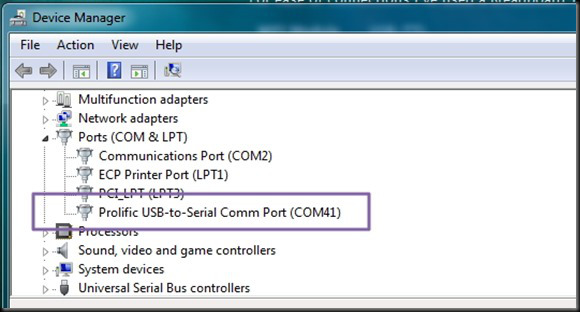 Device Manager
File Action View Help
Multifunction adapters
Network adapters
Ports (COM & LPT)
Communications Port (COM2)
ECP Printer Port (LPT1)
PCI_LPT (LPT3)
Prolific USB-to-Serial Comm Port (COM41)
Processors
Sound, video and game controllers
System devices
Universal Serial Bus controllers